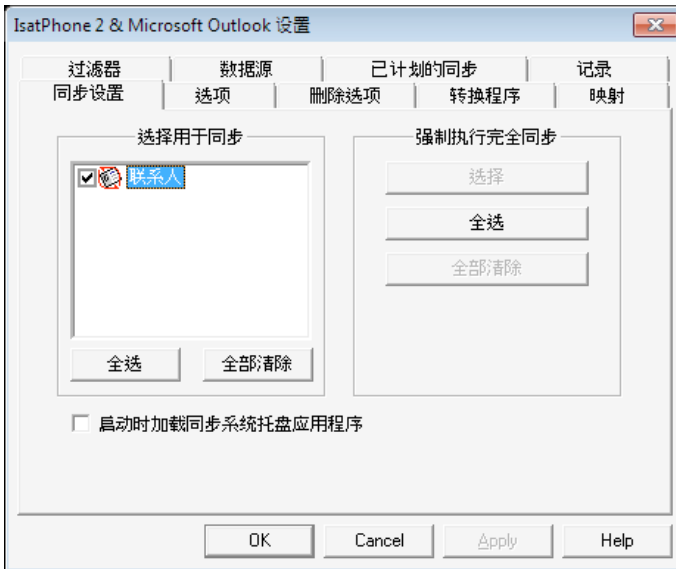 IsatPhone 2 & Microsoft Outlook 设置
过滤器 数据源 已计划的同步 记录
同步设置 选项 删除选项 转换程序 映射
选择用于同步
联系人
全选 全部清除
强制执行完全同步
选择
全选
全部清除
启动时加载同步系统托盘应用程序
OK Cancel Apply Help